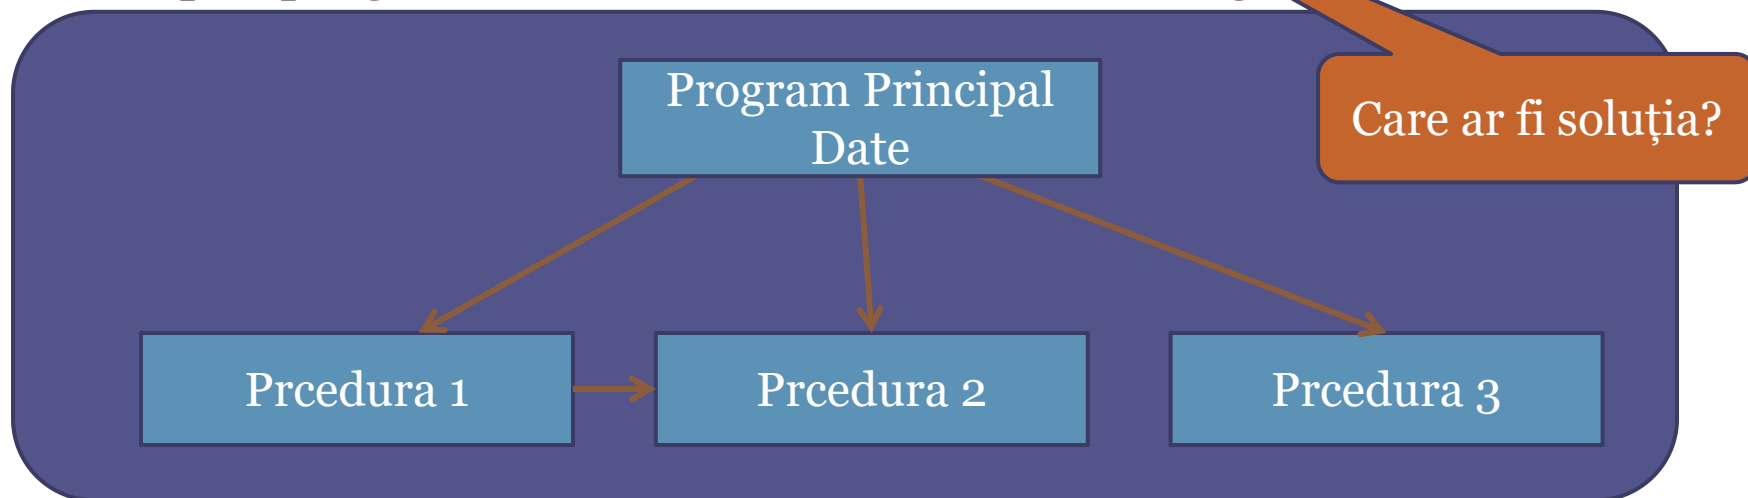 Program Principal
Date
Care ar fi soluția?
Prcedura 1
Prcedura 2
Prcedura 3